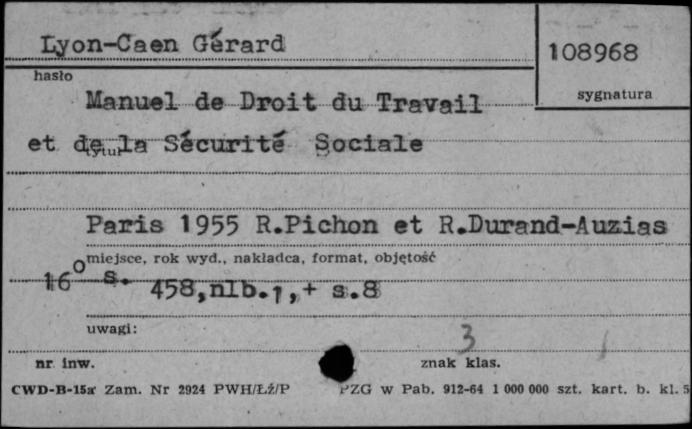 Lyon-Caen Gérard
108968
hasło
sygnatura
Manuel de Droit du Travail
et de la Sécurité Sociale
tytuł
Paris 1955 R.Pichon et R.Durand-Auzias
miejsce, rok wyd., nakładca, format, objętość
16° s. 458,nlb.1,+ s.8
uwagi:
3
nr inw.
znak klas.
CWD-B-15a Zam. Nr 2924 PWH/Łź/P PZG w Pab. 912-64 1 000 000 szt. kart. b. kl. 5